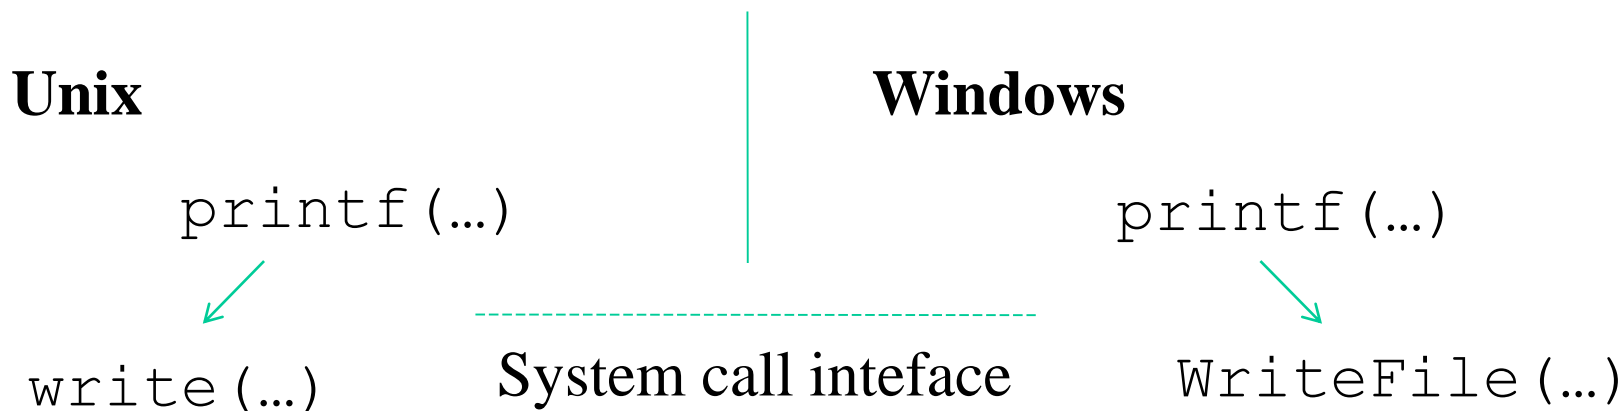 Unix
Windows
printf(…)
printf(…)
write(…)
System call inteface
WriteFile(…)